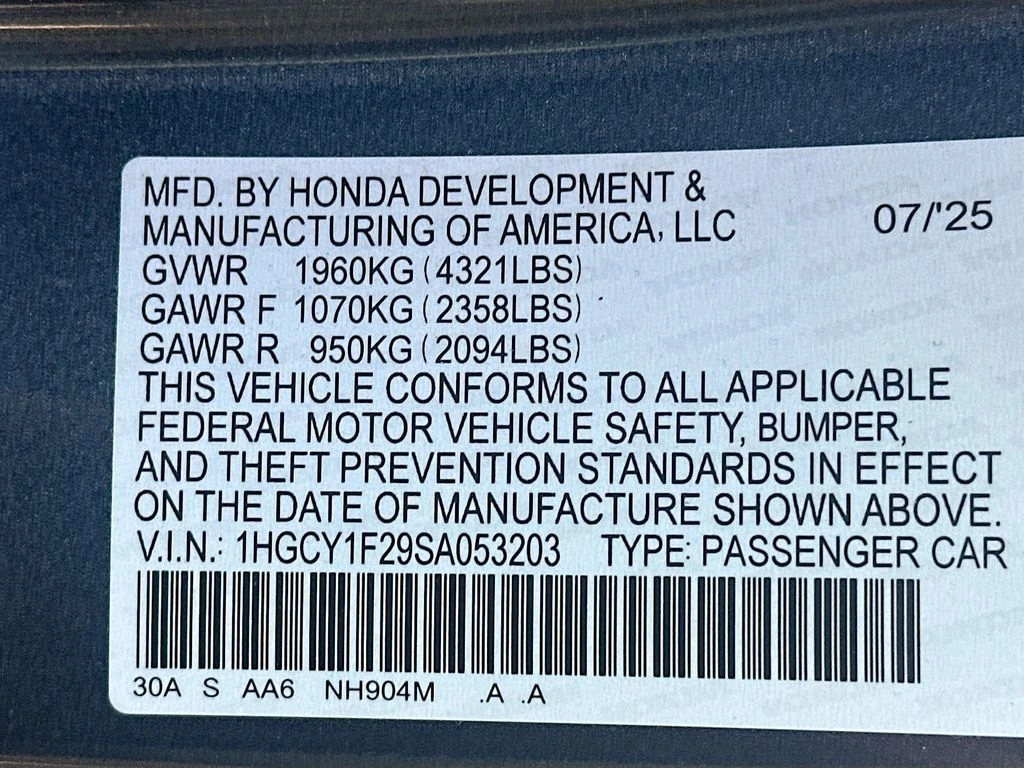 MFD. BY HONDA DEVELOPMENT &
MANUFACTURING OF AMERICA, LLC 07/'25
GVWR 1960KG (4321LBS)
GAWR F 1070KG (2358LBS)
GAWR R 950KG (2094LBS)
THIS VEHICLE CONFORMS TO ALL APPLICABLE
FEDERAL MOTOR VEHICLE SAFETY, BUMPER,
AND THEFT PREVENTION STANDARDS IN EFFECT
ON THE DATE OF MANUFACTURE SHOWN ABOVE.
V.I.N.: 1HGCY1F29SA053203 TYPE: PASSENGER CAR
30A S AA6 NH904M .A .A